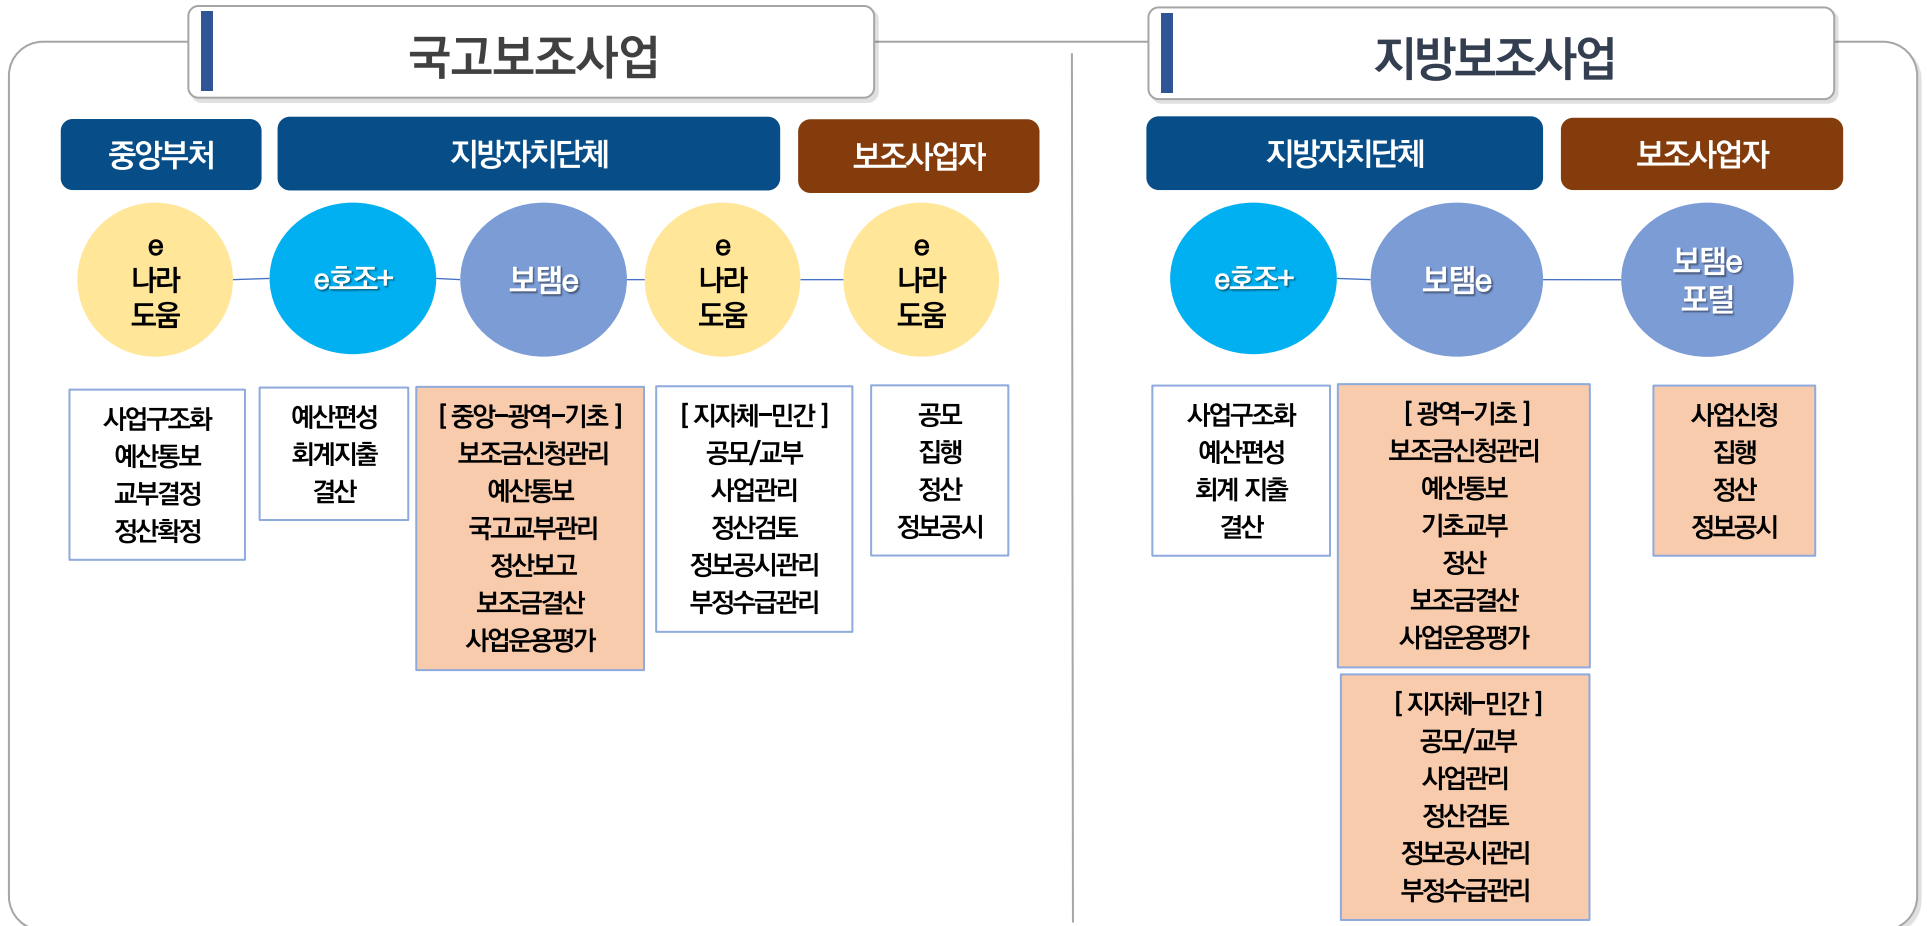 국고보조사업
중앙부처
지방자치단체
보조사업자
e
나라
도움
e호조+
보탬e
e
나라
도움
e
나라
도움
사업구조화
예산통보
교부결정
정산확정
예산편성
회계지출
결산
[ 중앙-광역-기초 ]
보조금신청관리
예산통보
국고교부관리
정산보고
보조금결산
사업운용평가
[ 지자체-민간 ]
공모/교부
사업관리
정산검토
정보공시관리
부정수급관리
공모
집행
정산
정보공시
지방보조사업
지방자치단체
보조사업자
e호조+
보탬e
보탬e
포털
사업구조화
예산편성
회계 지출
결산
[ 광역-기초 ]
보조금신청관리
예산통보
기초교부
정산
보조금결산
사업운용평가
[ 지자체-민간 ]
공모/교부
사업관리
정산검토
정보공시관리
부정수급관리
사업신청
집행
정산
정보공시